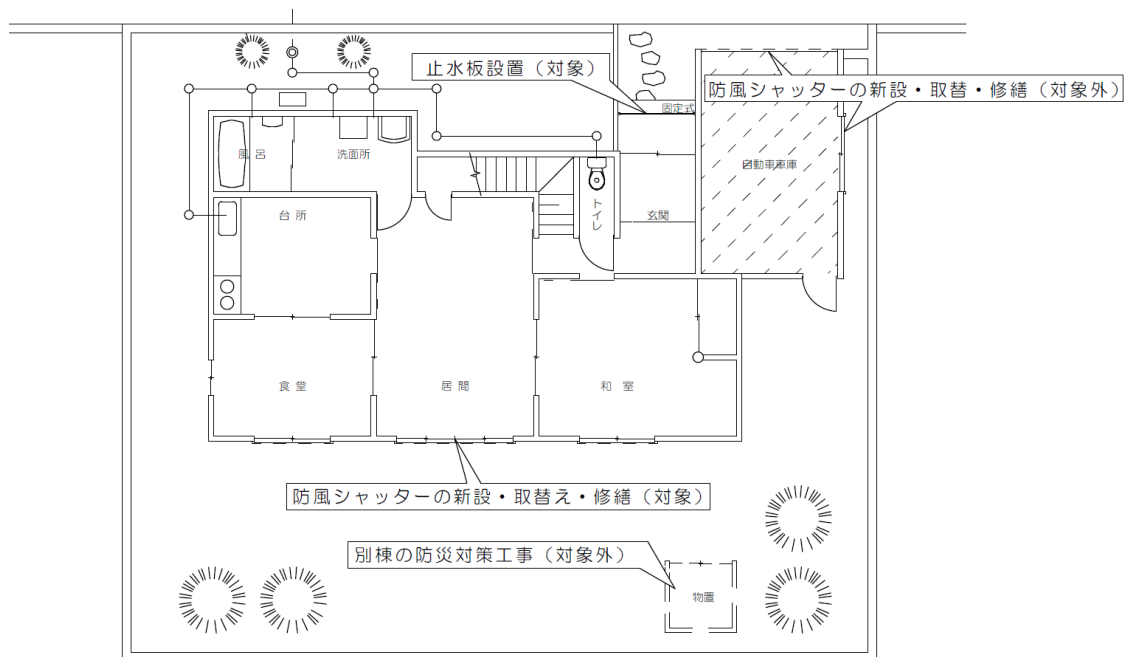 止水板設置（対象）
防風シャッターの新設・取替・修繕（対象外）
固定式
風 呂
洗面所
自動車車庫
台 所
トイレ
玄関
食 堂
居 間
和 室
防風シャッターの新設・取替え・修繕（対象）
別棟の防災対策工事（対象外）
物置